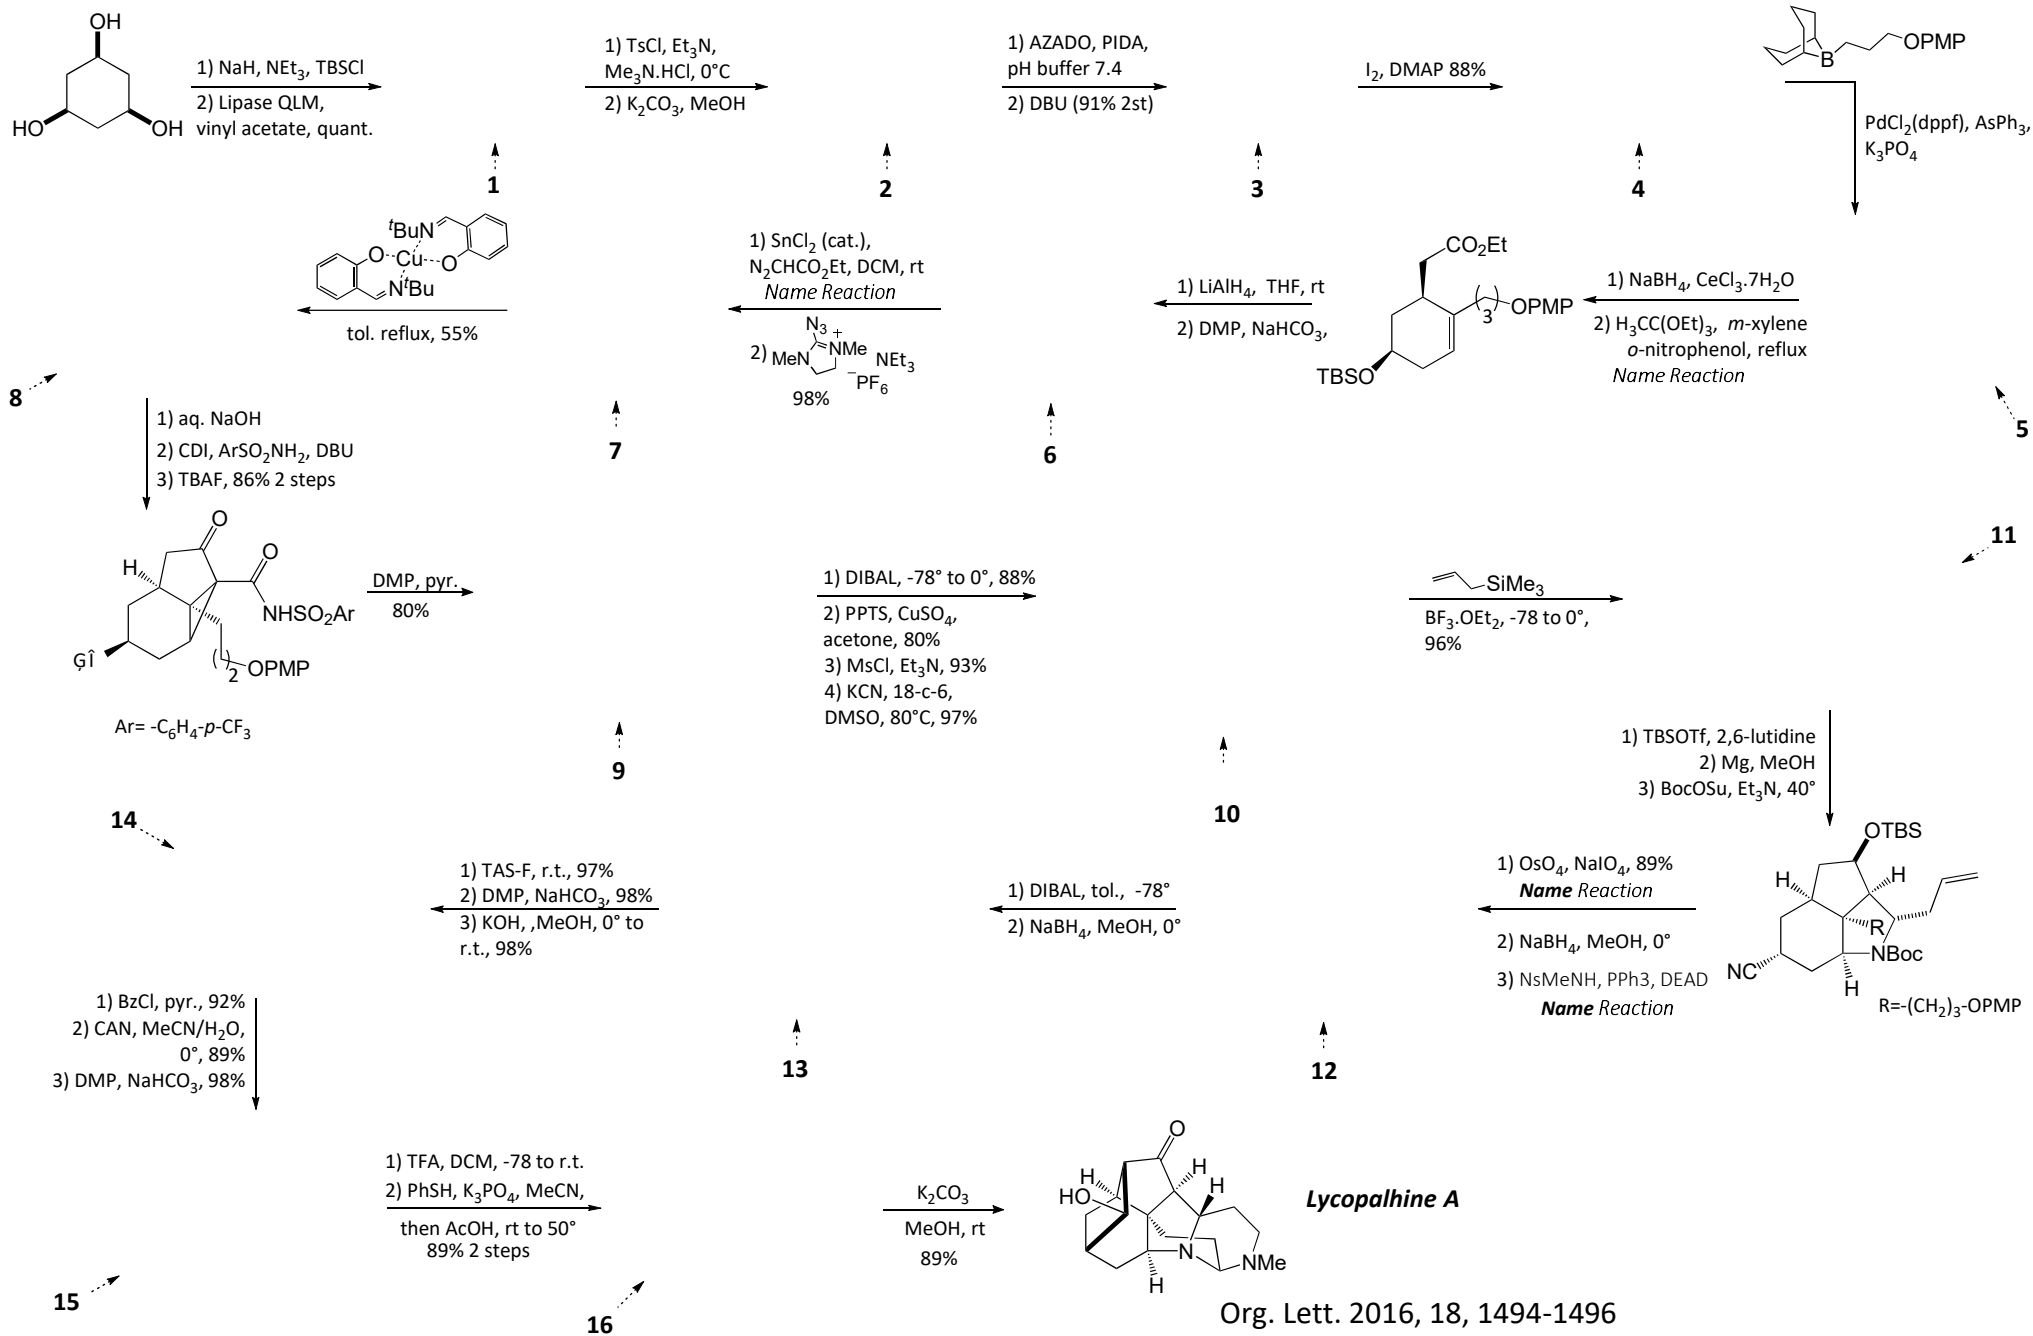 OH
HO
OH
1) NaH, NEt3, TBSCl
2) Lipase QLM,
vinyl acetate, quant.
1
1) TsCl, Et3N,
Me3N.HCl, 0°C
2) K2CO3, MeOH
2
1) AZADO, PIDA,
pH buffer 7.4
2) DBU (91% 2st)
3
I2, DMAP 88%
4
B
OPMP
PdCl2(dppf), AsPh3,
K3PO4
5
1) NaBH4, CeCl3.7H2O
2) H3CC(OEt)3, m-xylene
o-nitrophenol, reflux
Name Reaction
CO2Et
3
OPMP
TBSO
1) LiAlH4, THF, rt
2) DMP, NaHCO3,
6
1) SnCl2 (cat.),
N2CHCO2Et, DCM, rt
Name Reaction
2)
N3
+
MeN
NMe
NEt3
−PF6
98%
7
tBuN
O
Cu
O
NtBu
tol. reflux, 55%
8
1) aq. NaOH
2) CDI, ArSO2NH2, DBU
3) TBAF, 86% 2 steps
O
O
H
NHSO2Ar
ĢÎ
2
OPMP
Ar= -C6H4-p-CF3
DMP, pyr.
80%
9
1) DIBAL, -78° to 0°, 88%
2) PPTS, CuSO4,
acetone, 80%
3) MsCl, Et3N, 93%
4) KCN, 18-c-6,
DMSO, 80°C, 97%
10
SiMe3
BF3.OEt2, -78 to 0°,
96%
11
1) TBSOTf, 2,6-lutidine
2) Mg, MeOH
3) BocOSu, Et3N, 40°
OTBS
H
H
R
NBoc
NC
H
R=-(CH2)3-OPMP
1) OsO4, NaIO4, 89%
Name Reaction
2) NaBH4, MeOH, 0°
3) NsMeNH, PPh3, DEAD
Name Reaction
12
1) DIBAL, tol., -78°
2) NaBH4, MeOH, 0°
13
1) TAS-F, r.t., 97%
2) DMP, NaHCO3, 98%
3) KOH, ,MeOH, 0° to
r.t., 98%
14
1) BzCl, pyr., 92%
2) CAN, MeCN/H2O,
0°, 89%
3) DMP, NaHCO3, 98%
15
1) TFA, DCM, -78 to r.t.
2) PhSH, K3PO4, MeCN,
then AcOH, rt to 50°
89% 2 steps
16
K2CO3
MeOH, rt
89%
O
H
H
H
HO
N
NMe
H
Lycopalhine A
Org. Lett. 2016, 18, 1494-1496